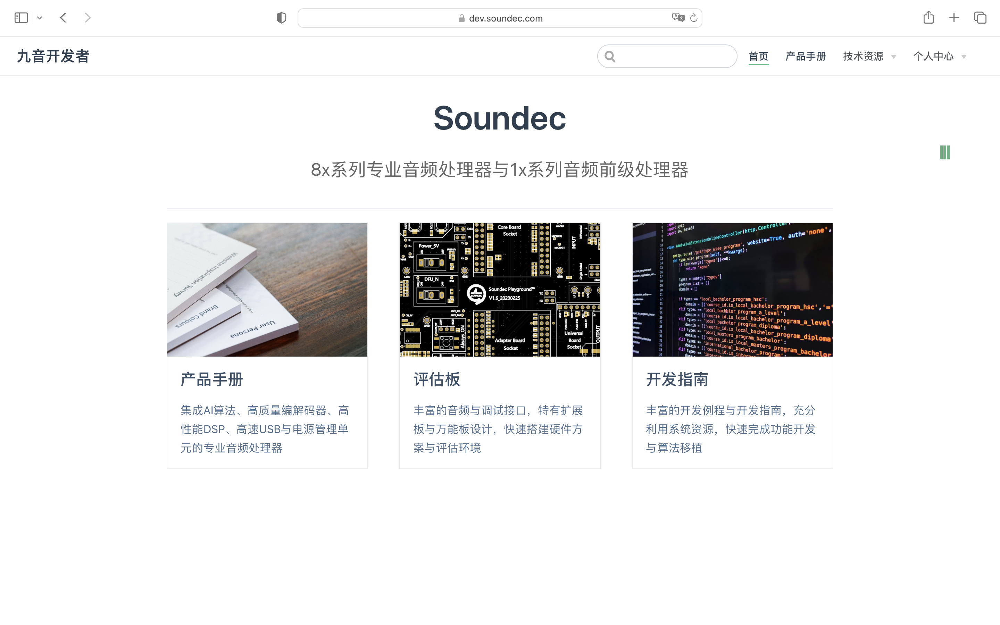 dev.soundec.com
九音开发者
首页
产品手册
技术资源
个人中心
Soundec
8x系列专业音频处理器与1x系列音频前级处理器
Website Inspiration Survey
Brand Colours
User Persona
Core Board
Socket
Power_5V
ON
OFF
GND
INPUT
DFU_N
ON
OFF
SOUNDEC
Soundec Playground™
V1.6_20230225
TX
RX
Always_ON
Adapter Board
Socket
Universal
Board
Socket
OUTPUT
import pytz
import io, base64
class AdmissionExtensionOnlineController(http.Controller
@http.route('/get/type_wise_program', website=True, auth='none',
def type_wise_program(self, **kwargs):
if len(kwargs['types'])<=0:
return "None"
types = kwargs['types']
program_list = []
domain = []
if types == 'local_bachelor_program_hsc':
domain = [('course_id.is_local_bachelor_program_hsc','='
elif types == 'local_bachelor_program_a_level':
domain = [('course_id.is_local_bachelor_program_a_level'
elif types == 'local_bachelor_program_diploma':
domain = [('course_id.is_local_bachelor_program_diploma'
elif types == 'local_masters_program_bachelor':
domain = [('course_id.is_local_masters_program_bachelor
elif types == 'international_bachelor_program':
产品手册
集成AI算法、高质量编解码器、高
性能DSP、高速USB与电源管理单
元的专业音频处理器
评估板
丰富的音频与调试接口，特有扩展
板与万能板设计，快速搭建硬件方
案与评估环境
开发指南
丰富的开发例程与开发指南，充分
利用系统资源，快速完成功能开发
与算法移植